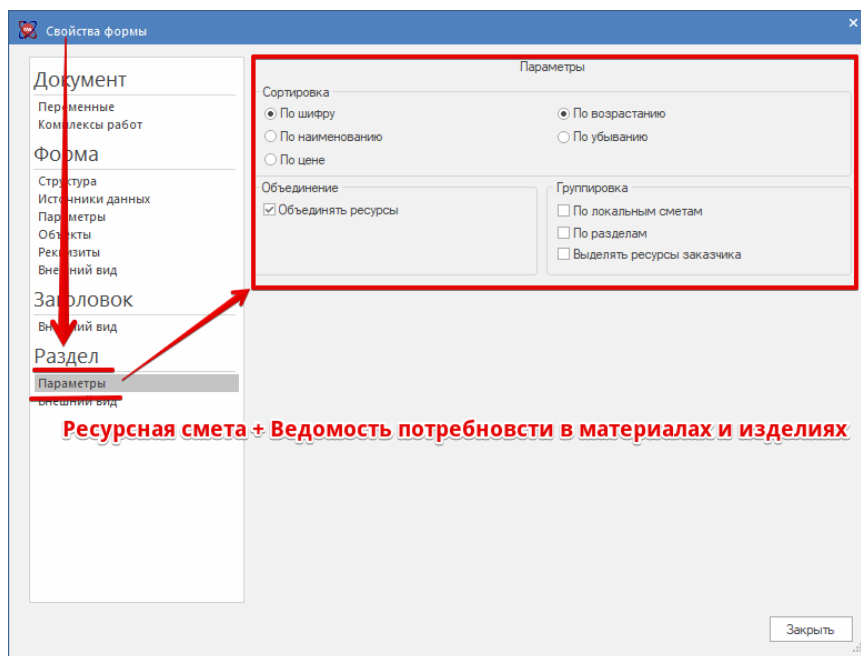 Свойства формы
Документ
Переменные
Комплексы работ
Форма
Структура
Источники данных
Параметры
Объекты
Реквизиты
Внешний вид
Заголовок
Внешний вид
Раздел
Параметры
Внешний вид
Параметры
Сортировка
По шифру
По возрастанию
По наименованию
По убыванию
По цене
Объединение
Группировка
Объединять ресурсы
По локальным сметам
По разделам
Выделять ресурсы заказчика
Ресурсная смета + Ведомость потребновсти в материалах и изделиях
Закрыть